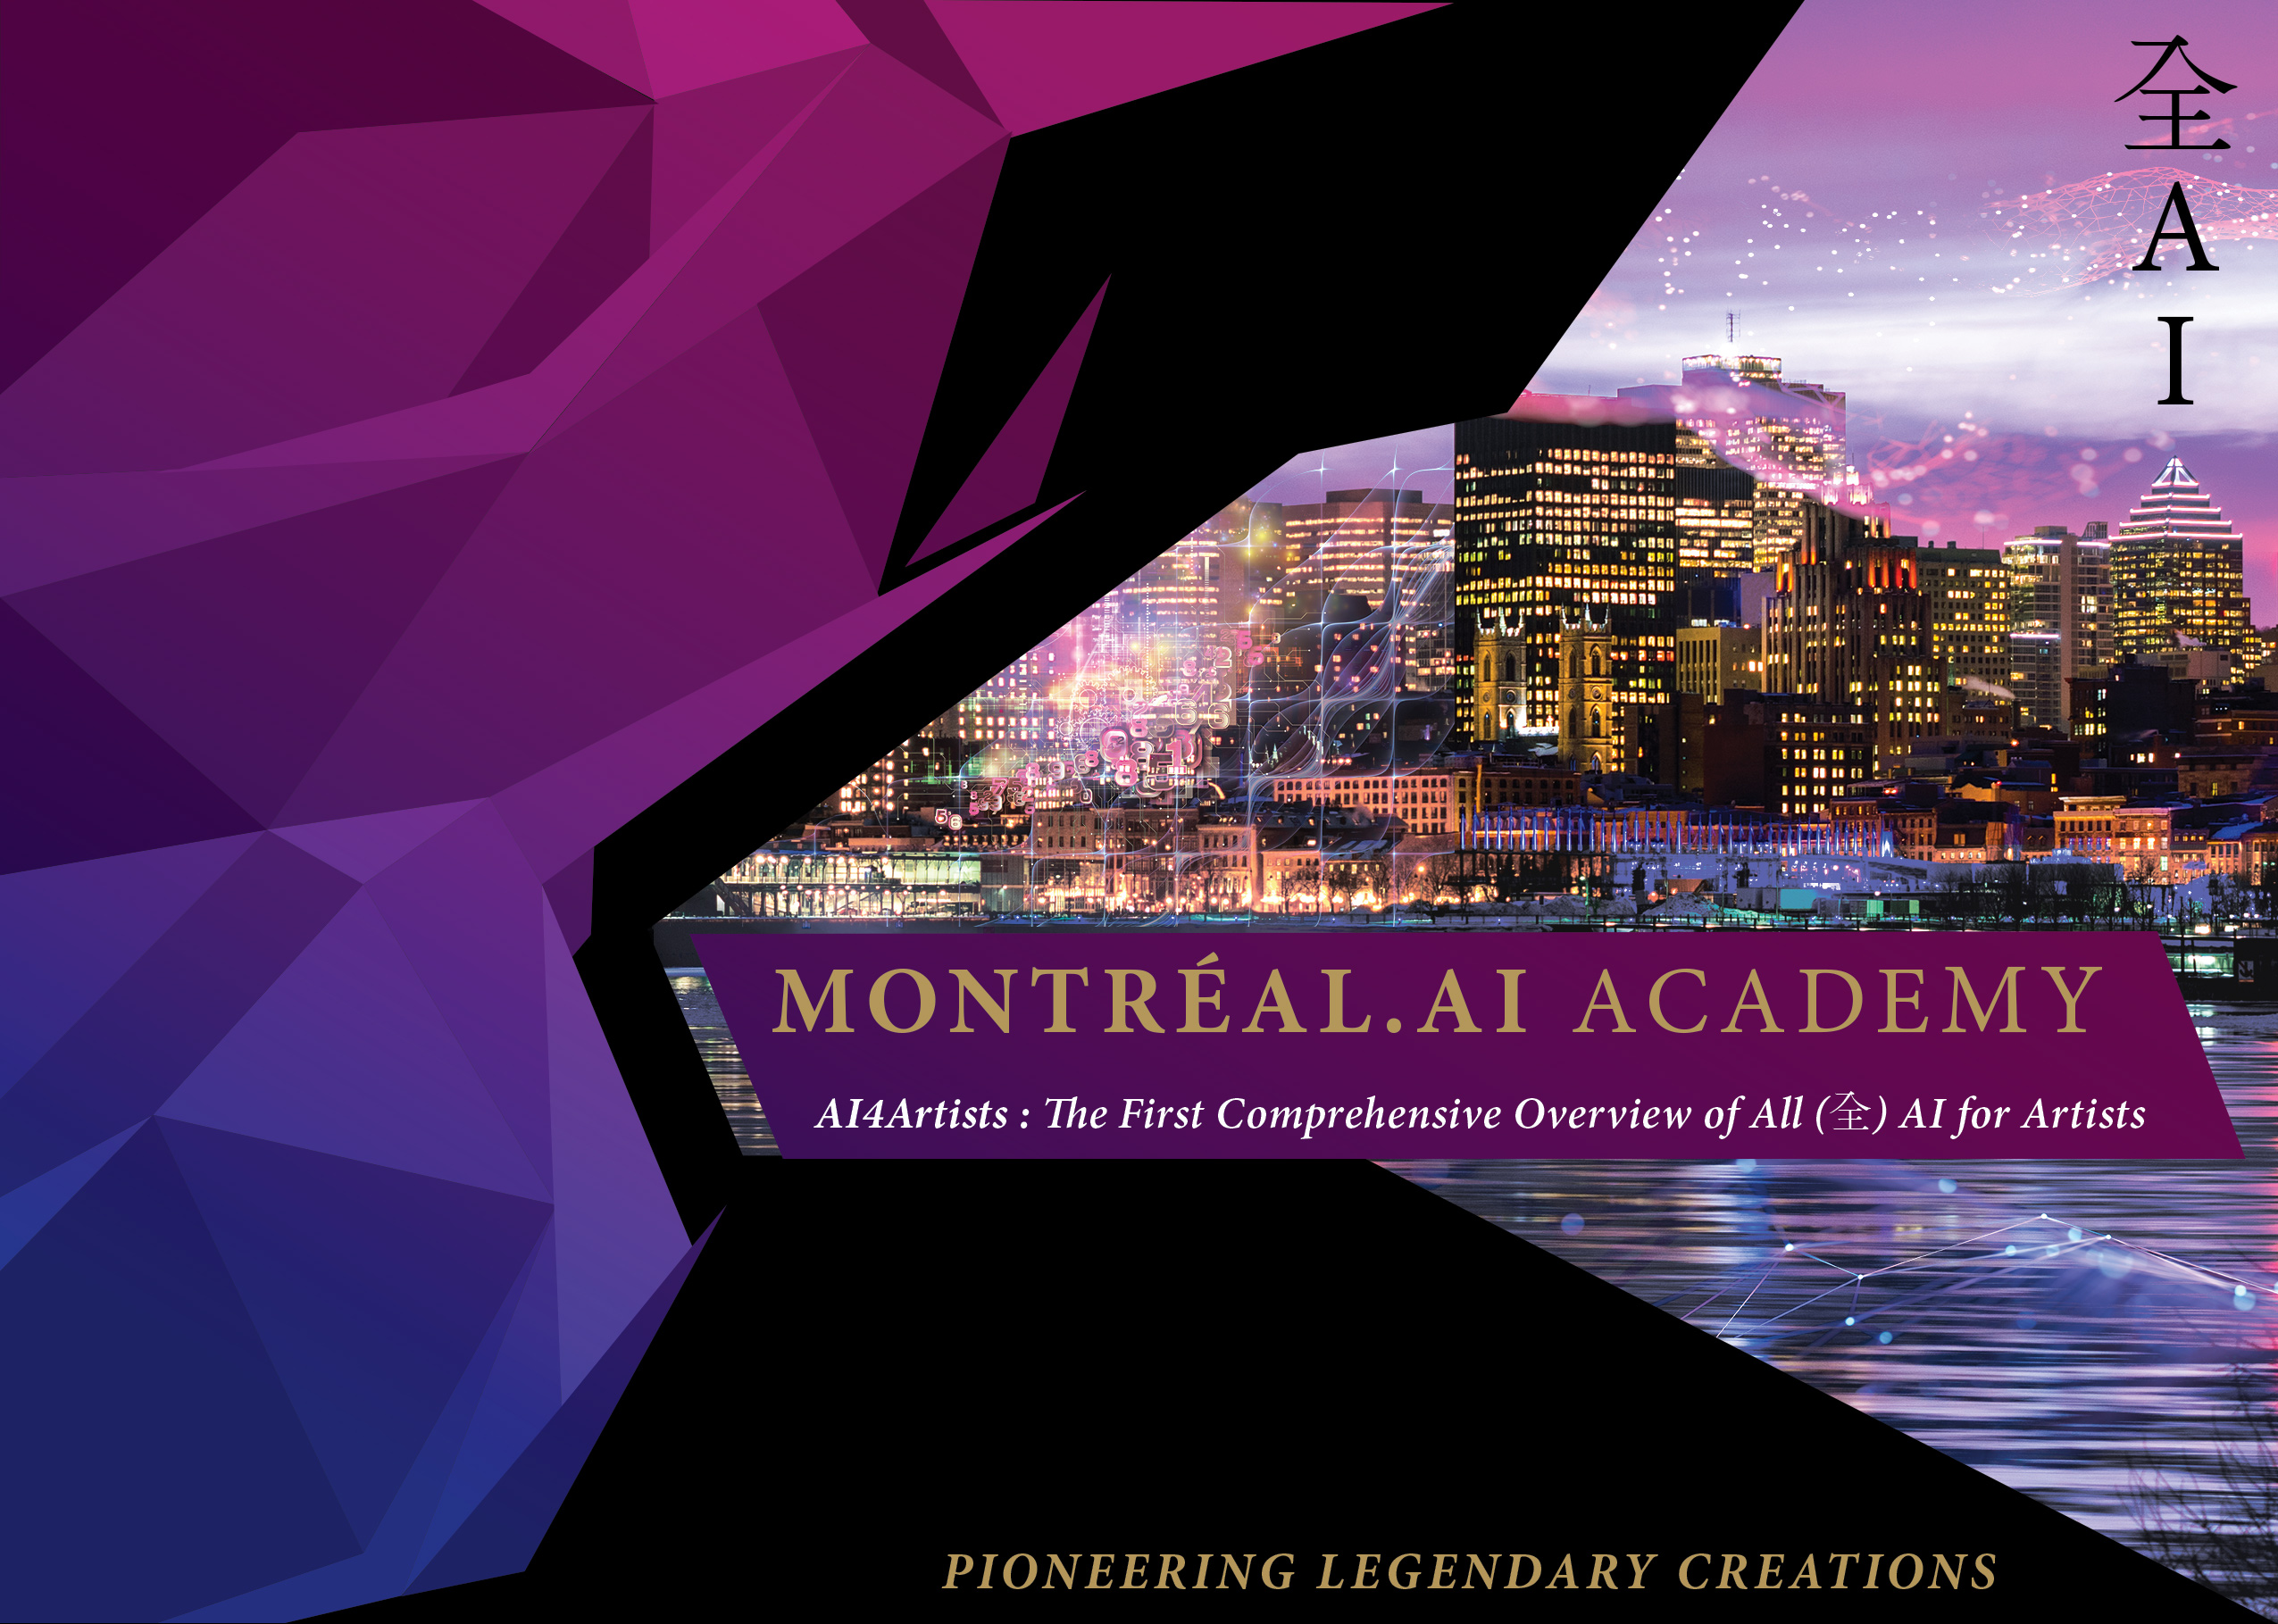 全
A
I
MONTRÉAL.AI ACADEMY
AI4Artists : The First Comprehensive Overview of All (全) AI for Artists
PIONEERING LEGENDARY CREATIONS